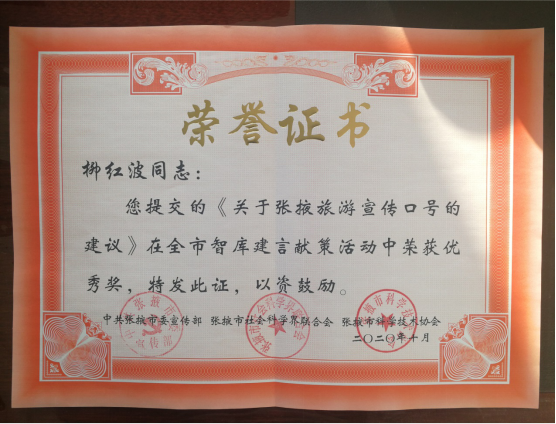 荣誉证书
柳红波同志：
您提交的《关于张掖旅游宣传口号的
建议》在全市智库建言献策活动中荣获优
秀奖，特发此证，以资鼓励。
中共张掖市委宣传部 张掖市社会科学界联合会 张掖市科学技术协会
二〇二〇年十月